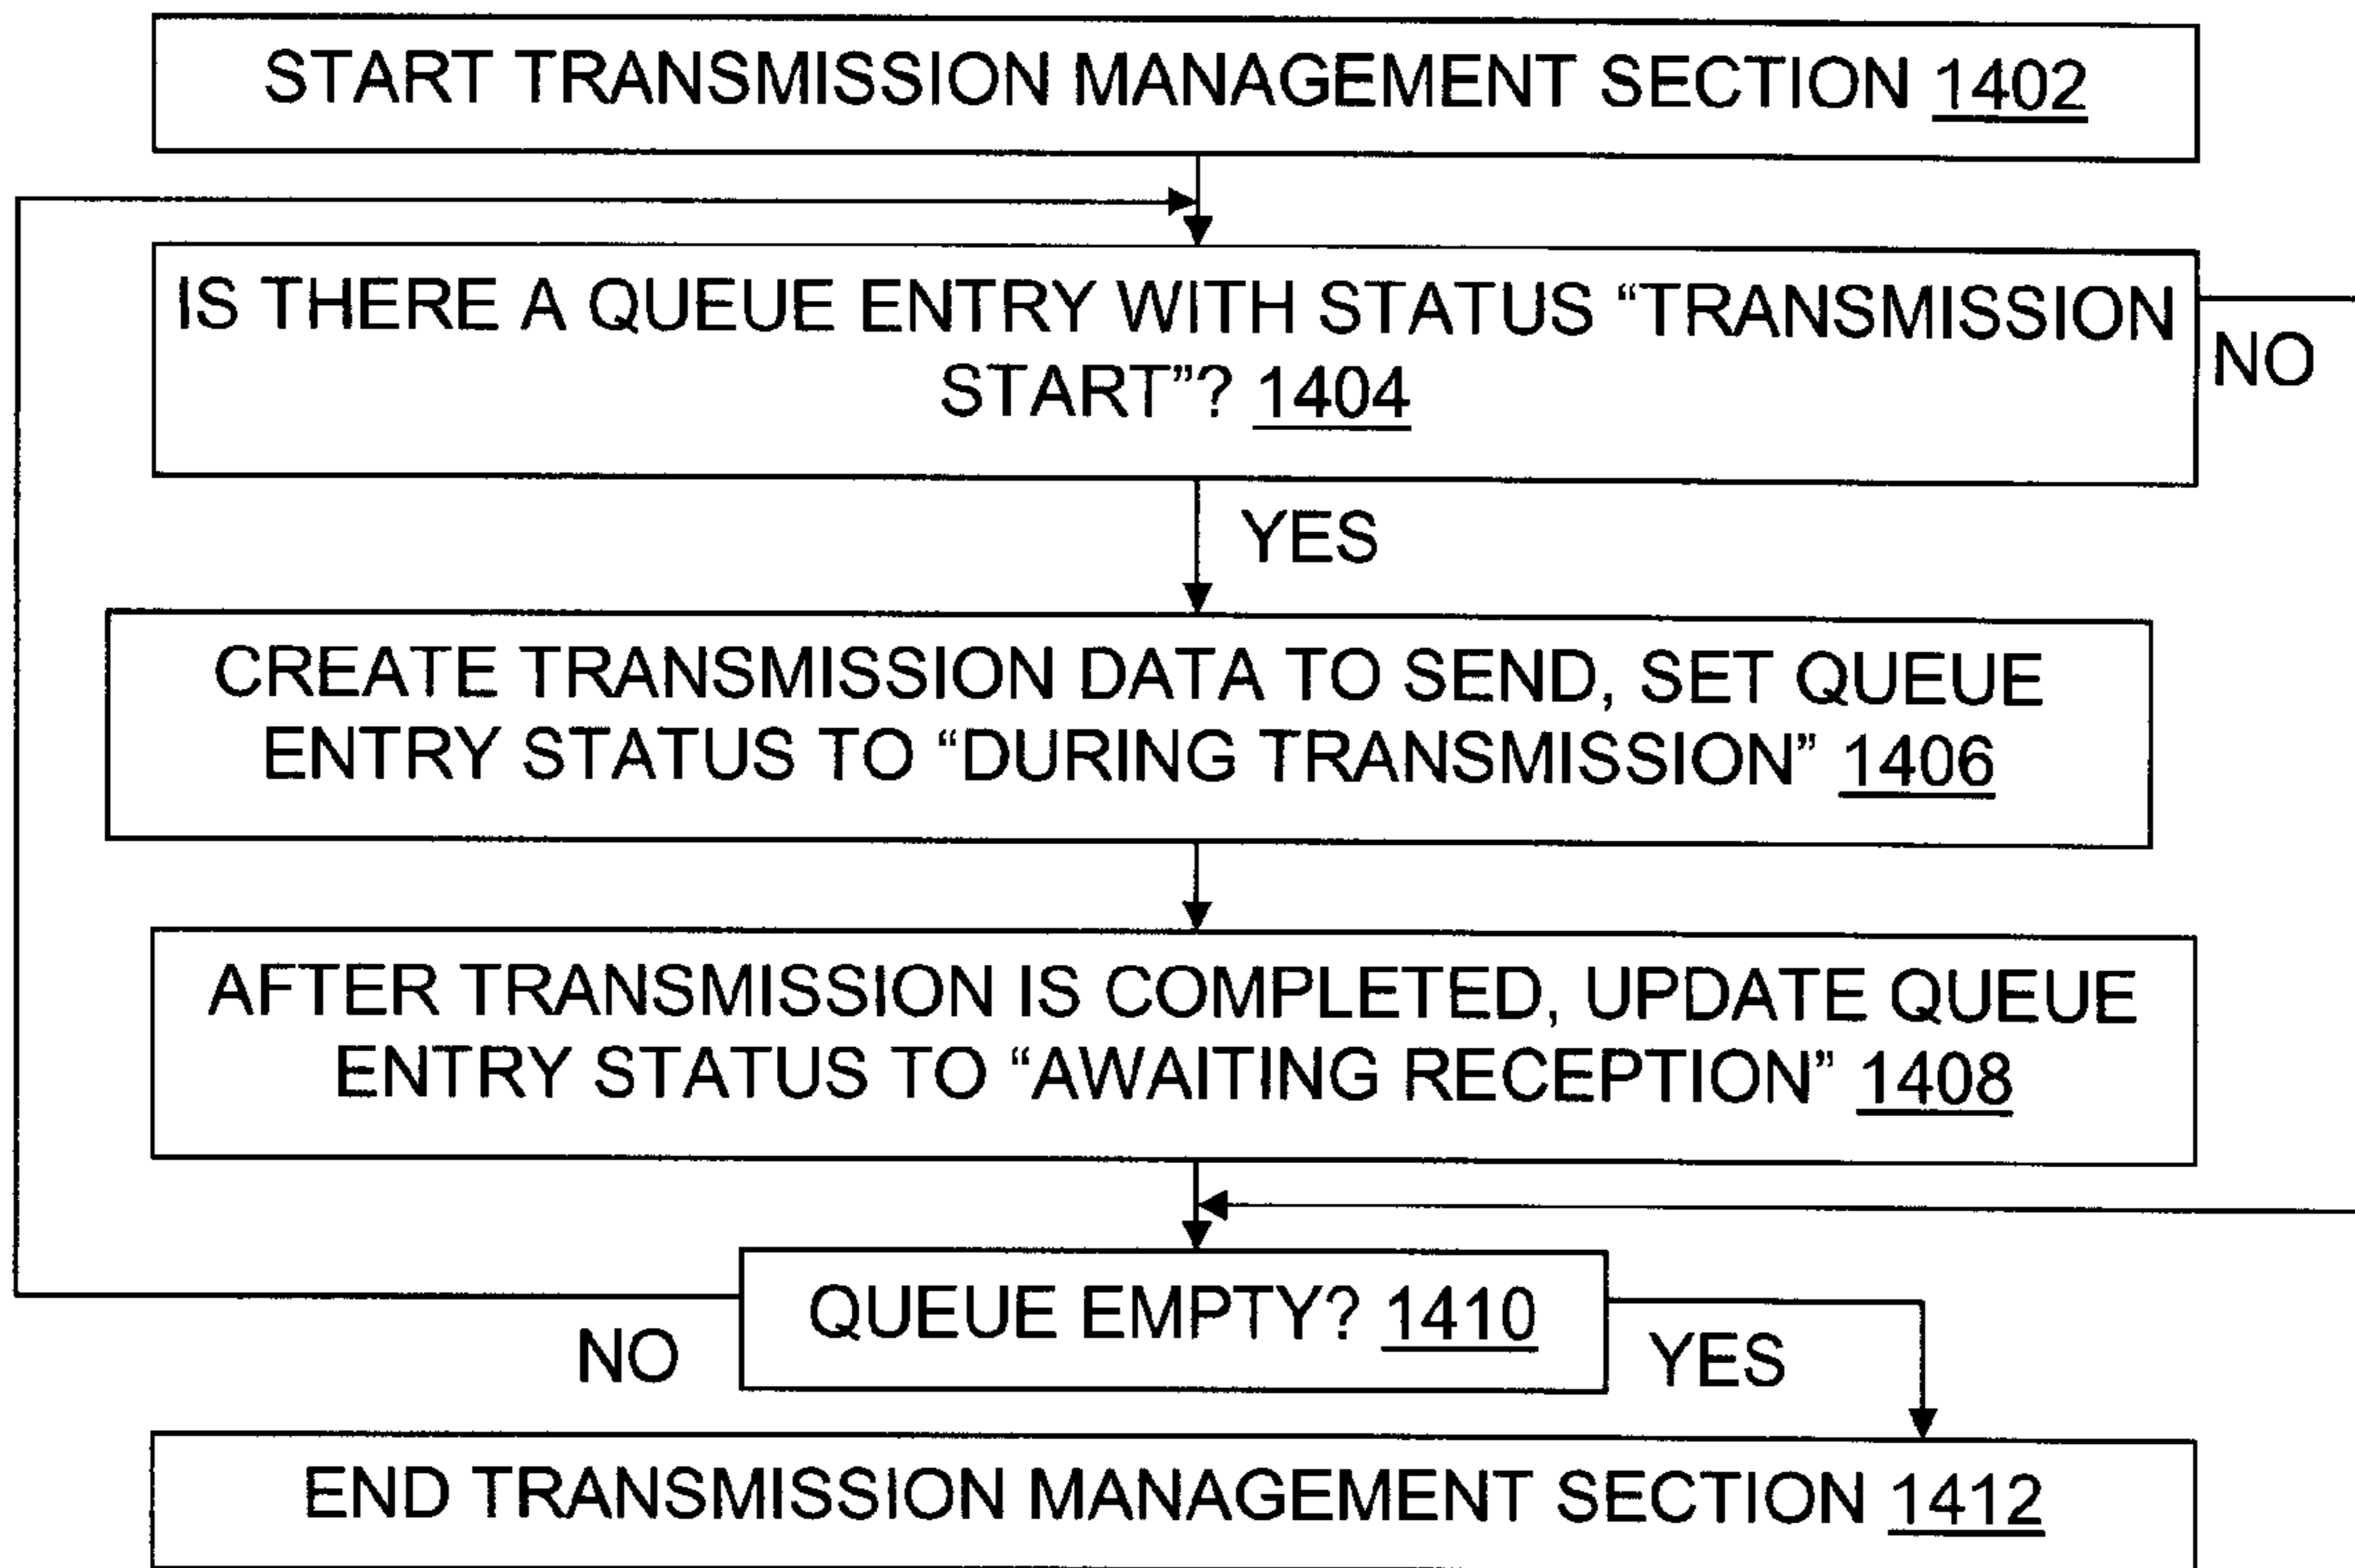 START TRANSMISSION MANAGEMENT SECTION 1402
IS THERE A QUEUE ENTRY WITH STATUS “TRANSMISSION
START”? 1404
NO
YES
CREATE TRANSMISSION DATA TO SEND, SET QUEUE
ENTRY STATUS TO “DURING TRANSMISSION” 1406
AFTER TRANSMISSION IS COMPLETED, UPDATE QUEUE
ENTRY STATUS TO “AWAITING RECEPTION” 1408
QUEUE EMPTY? 1410
NO
YES
END TRANSMISSION MANAGEMENT SECTION 1412